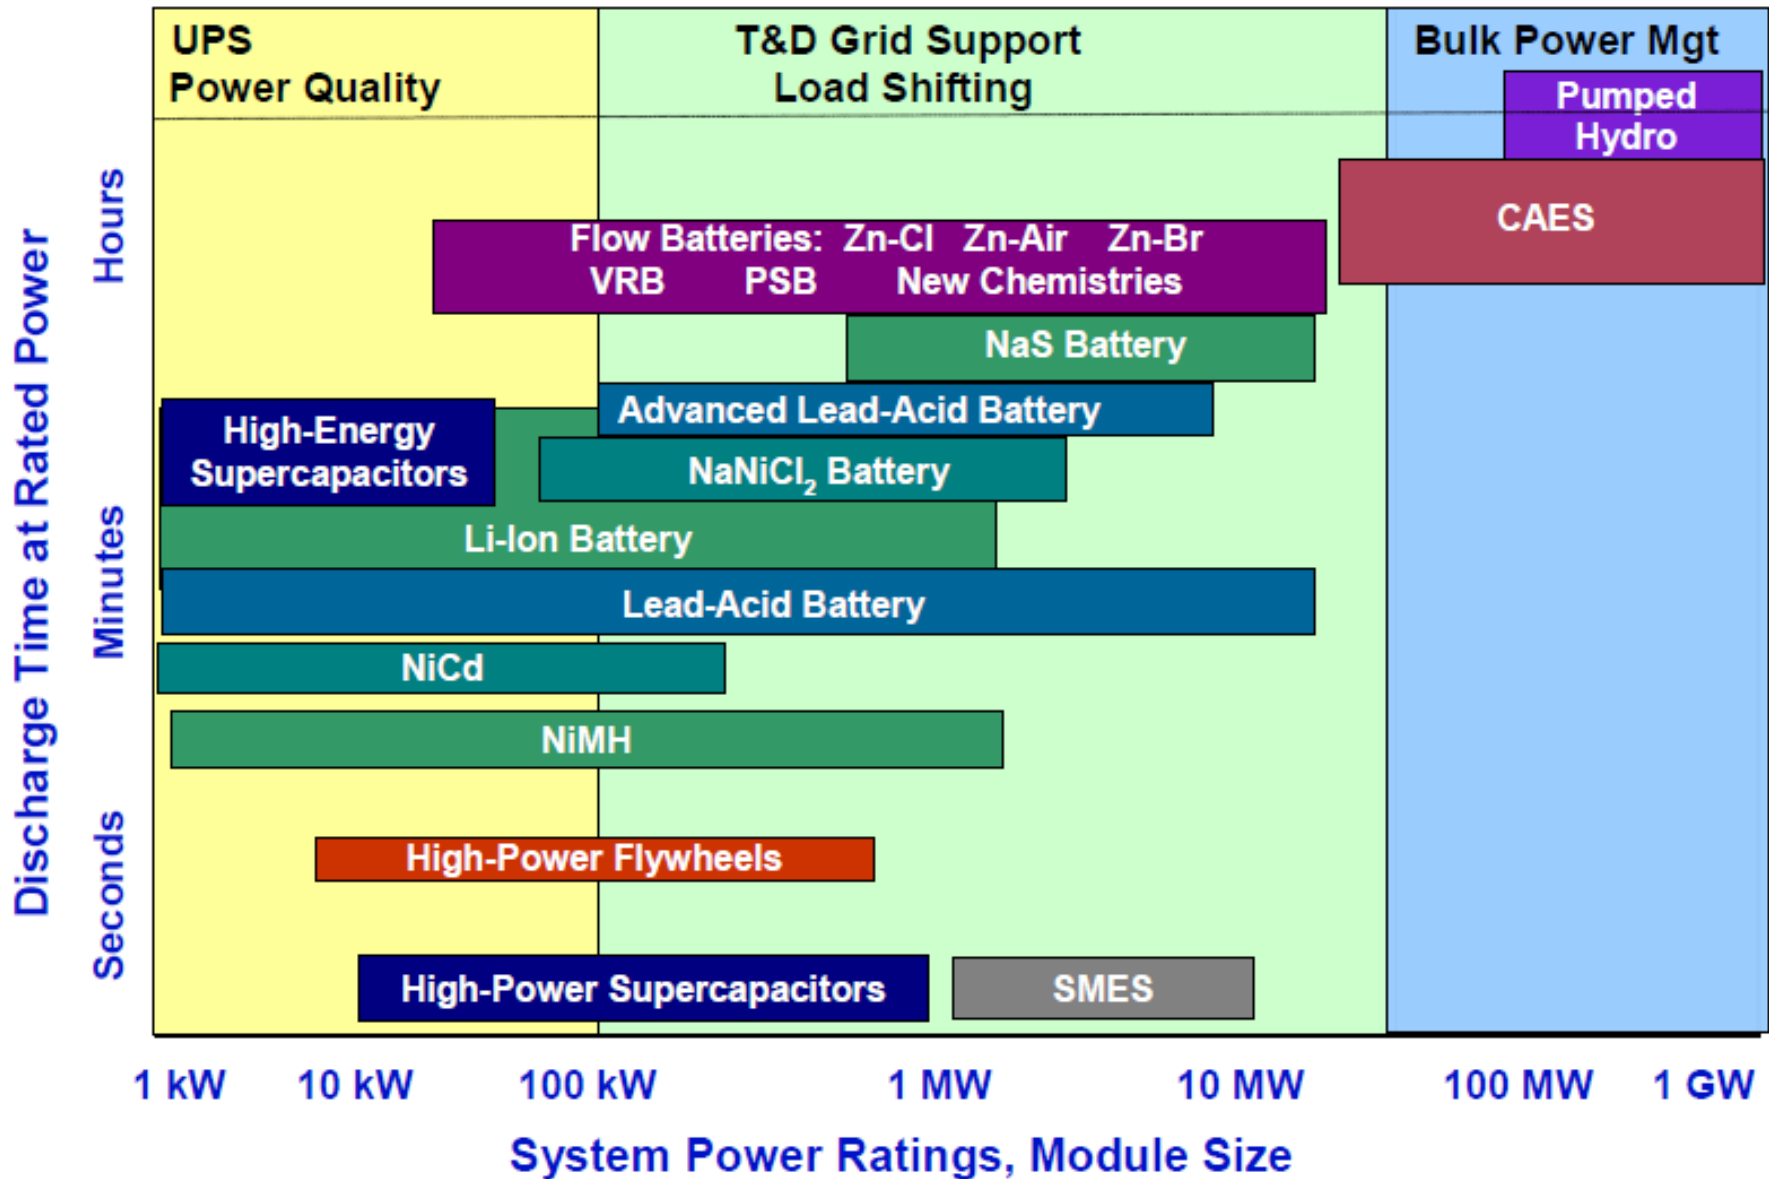 UPS
Power Quality
T&D Grid Support
Load Shifting
Bulk Power Mgt
Pumped
Hydro
CAES
Flow Batteries: Zn-Cl Zn-Air Zn-Br
VRB PSB New Chemistries
NaS Battery
Advanced Lead-Acid Battery
High-Energy
Supercapacitors
NaNiCl₂ Battery
Li-Ion Battery
Lead-Acid Battery
NiCd
NiMH
High-Power Flywheels
High-Power Supercapacitors
SMES
Discharge Time at Rated Power
Hours
Minutes
Seconds
1 kW 10 kW 100 kW 1 MW 10 MW 100 MW 1 GW
System Power Ratings, Module Size